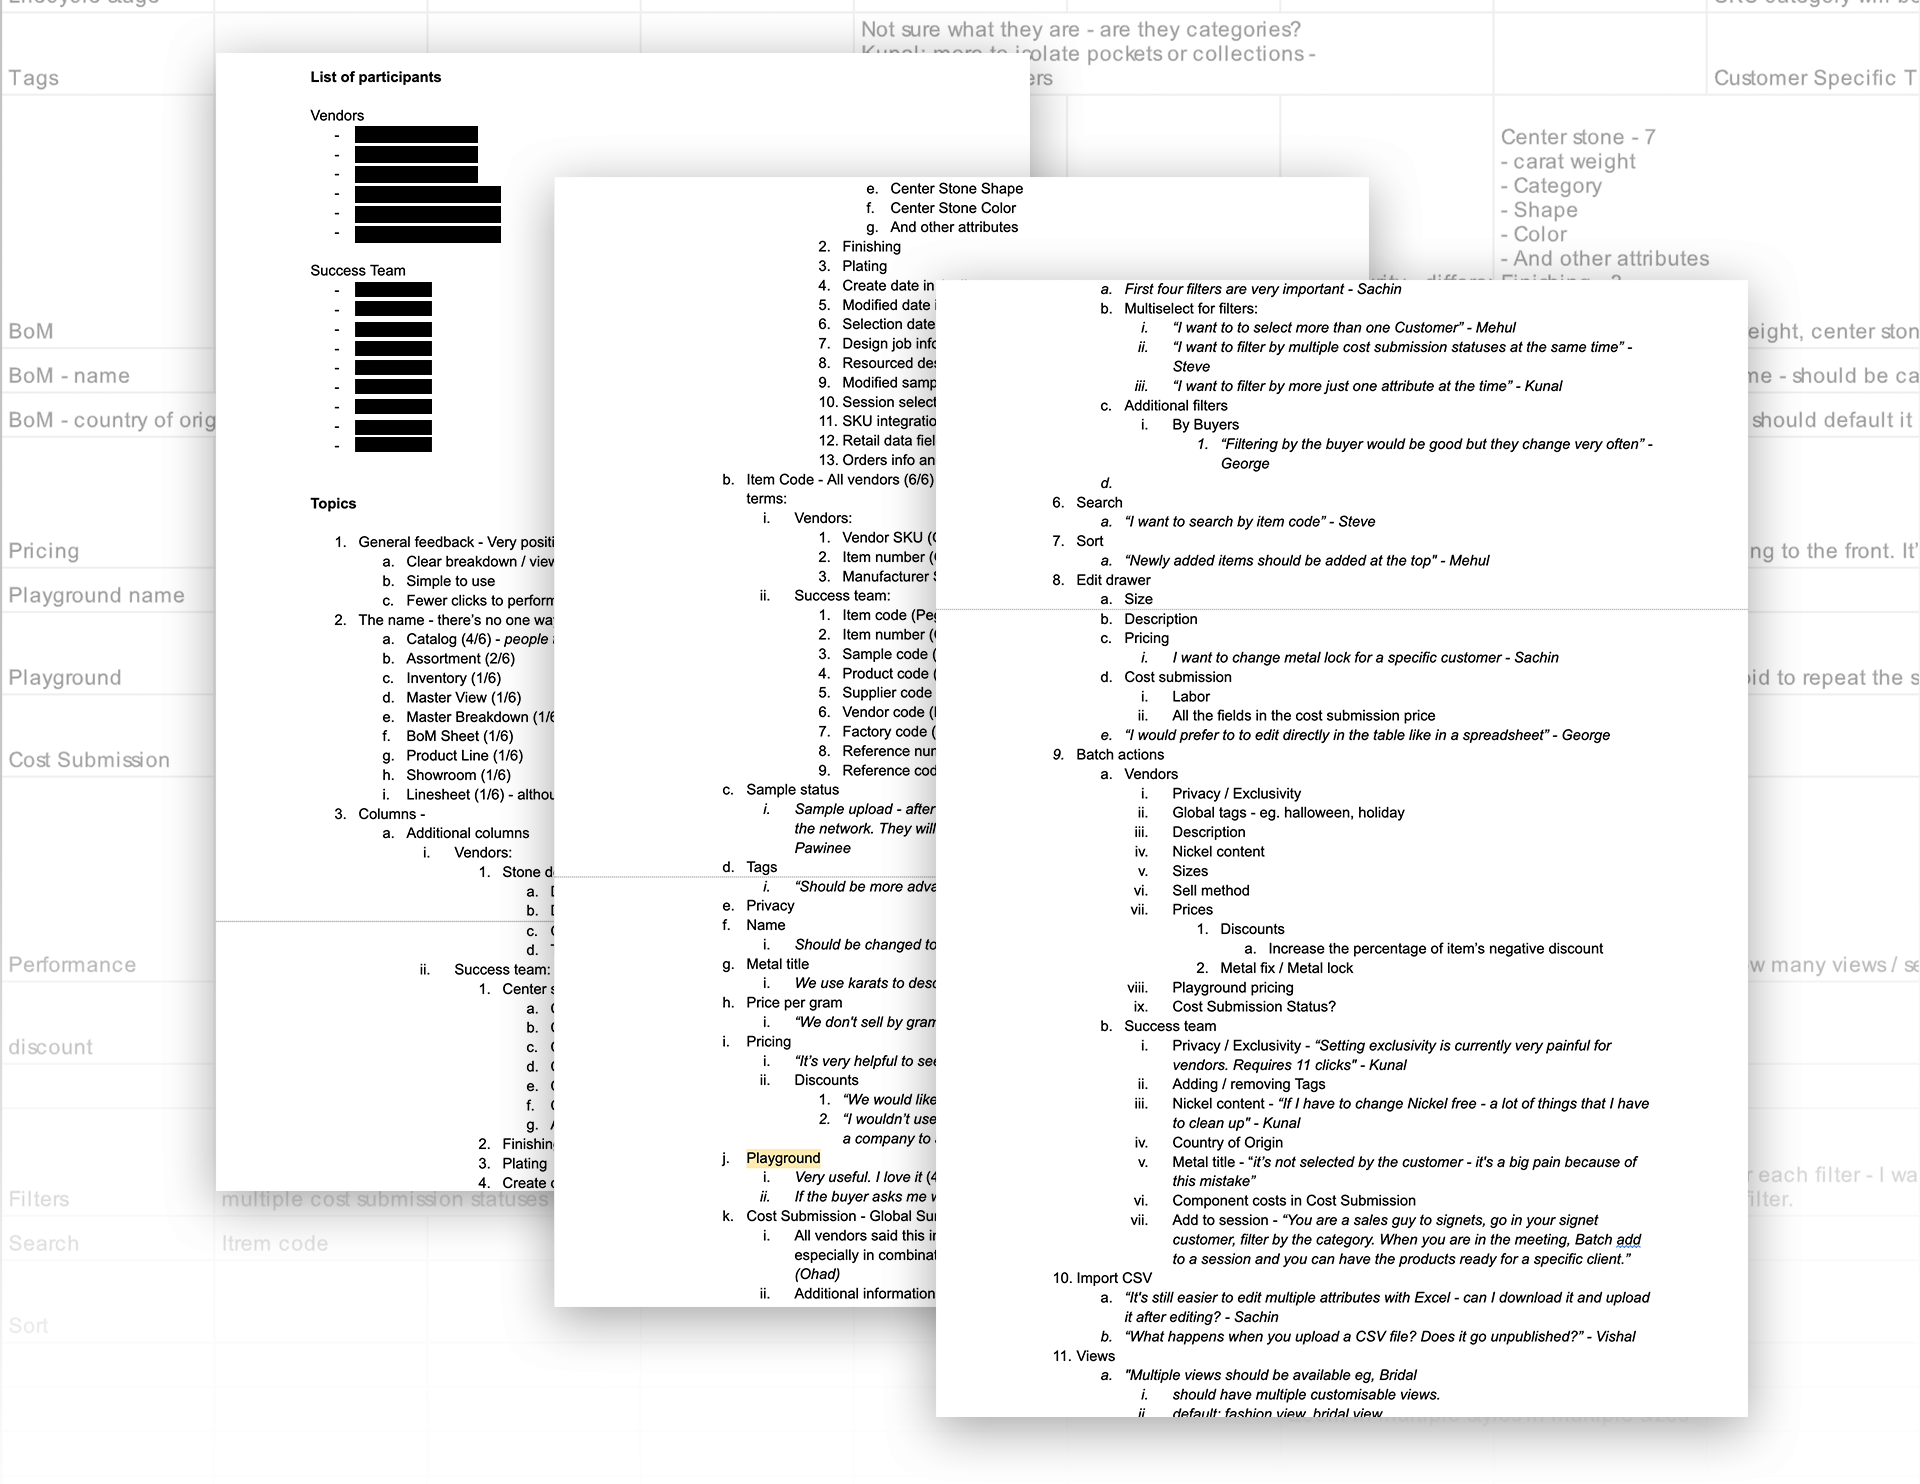 Tags
Not sure what they are - are they categories?
Kunal: more to isolate pockets or collections -
Customer Specific T
Center stone - 7
- carat weight
- Category
- Shape
- Color
- And other attributes
BoM
eight, center ston
BoM - name
me - should be ca
BoM - country of orig
should default it
Pricing
ng to the front. It's
Playground name
Playground
oid to repeat the s
Cost Submission
Performance
w many views / se
discount
Filters
multiple cost submission statuses
r each filter - I wa
filter.
Search
Itrem code
Sort
List of participants
Vendors
-
-
-
-
-
-
Success Team
-
-
-
-
-
-
-
-
-
Topics
1. General feedback - Very positi
a. Clear breakdown / view
b. Simple to use
c. Fewer clicks to perform
2. The name - there's no one wa
a. Catalog (4/6) - people
b. Assortment (2/6)
c. Inventory (1/6)
d. Master View (1/6)
e. Master Breakdown (1/6
f. BoM Sheet (1/6)
g. Product Line (1/6)
h. Showroom (1/6)
i. Linesheet (1/6) - althou
3. Columns -
a. Additional columns
i. Vendors:
1. Stone d
a.
b.
c.
d.
ii. Success team:
1. Center s
a.
b.
c.
d.
e.
f.
g.
2. Finishin
3. Plating
4. Create
e. Center Stone Shape
f. Center Stone Color
g. And other attributes
2. Finishing
3. Plating
4. Create date in
5. Modified date
6. Selection date
7. Design job info
8. Resourced des
9. Modified samp
10. Session select
11. SKU integratio
12. Retail data fiel
13. Orders info an
b. Item Code - All vendors (6/6)
terms:
i. Vendors:
1. Vendor SKU (
2. Item number (
3. Manufacturer S
ii. Success team:
1. Item code (Peg
2. Item number (
3. Sample code (
4. Product code (
5. Supplier code
6. Vendor code (
7. Factory code (
8. Reference num
9. Reference cod
c. Sample status
i. Sample upload - after
the network. They will
Pawinee
d. Tags
i. “Should be more adva
e. Privacy
f. Name
i. Should be changed to
g. Metal title
i. We use karats to desc
h. Price per gram
i. “We don't sell by gram
i. Pricing
i. “It's very helpful to see
ii. Discounts
1. “We would like
2. “I wouldn't use
a company to
j. Playground
i. Very useful. I love it (4
ii. If the buyer asks me w
k. Cost Submission - Global Sur
i. All vendors said this in
especially in combinat
(Ohad)
ii. Additional information
a. First four filters are very important - Sachin
b. Multiselect for filters:
i. “I want to to select more than one Customer” - Mehul
ii. “I want to filter by multiple cost submission statuses at the same time” -
Steve
iii. “I want to filter by more just one attribute at the time” - Kunal
c. Additional filters
i. By Buyers
1. “Filtering by the buyer would be good but they change very often” -
George
d.
6. Search
a. “I want to search by item code” - Steve
7. Sort
a. “Newly added items should be added at the top" - Mehul
8. Edit drawer
a. Size
b. Description
c. Pricing
i. I want to change metal lock for a specific customer - Sachin
d. Cost submission
i. Labor
ii. All the fields in the cost submission price
e. “I would prefer to to edit directly in the table like in a spreadsheet” - George
9. Batch actions
a. Vendors
i. Privacy / Exclusivity
ii. Global tags - eg. halloween, holiday
iii. Description
iv. Nickel content
v. Sizes
vi. Sell method
vii. Prices
1. Discounts
a. Increase the percentage of item's negative discount
2. Metal fix / Metal lock
viii. Playground pricing
ix. Cost Submission Status?
b. Success team
i. Privacy / Exclusivity - “Setting exclusivity is currently very painful for
vendors. Requires 11 clicks" - Kunal
ii. Adding / removing Tags
iii. Nickel content - “If I have to change Nickel free - a lot of things that I have
to clean up" - Kunal
iv. Country of Origin
v. Metal title - “it's not selected by the customer - it's a big pain because of
this mistake”
vi. Component costs in Cost Submission
vii. Add to session - “You are a sales guy to signets, go in your signet
customer, filter by the category. When you are in the meeting, Batch add
to a session and you can have the products ready for a specific client.”
10. Import CSV
a. “It's still easier to edit multiple attributes with Excel - can I download it and upload
it after editing? - Sachin
b. “What happens when you upload a CSV file? Does it go unpublished?” - Vishal
11. Views
a. "Multiple views should be available eg, Bridal
i. should have multiple customisable views.
ii. default: fashion view, bridal view